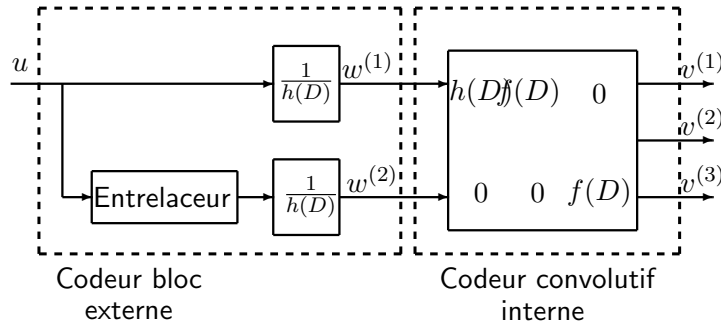 u
1
h(D)
w(1)
h(D) f(D) 0
v(1)
v(2)
Entrelaceur
1
h(D)
w(2)
0 0 f(D)
v(3)
Codeur bloc
externe
Codeur convolutif
interne